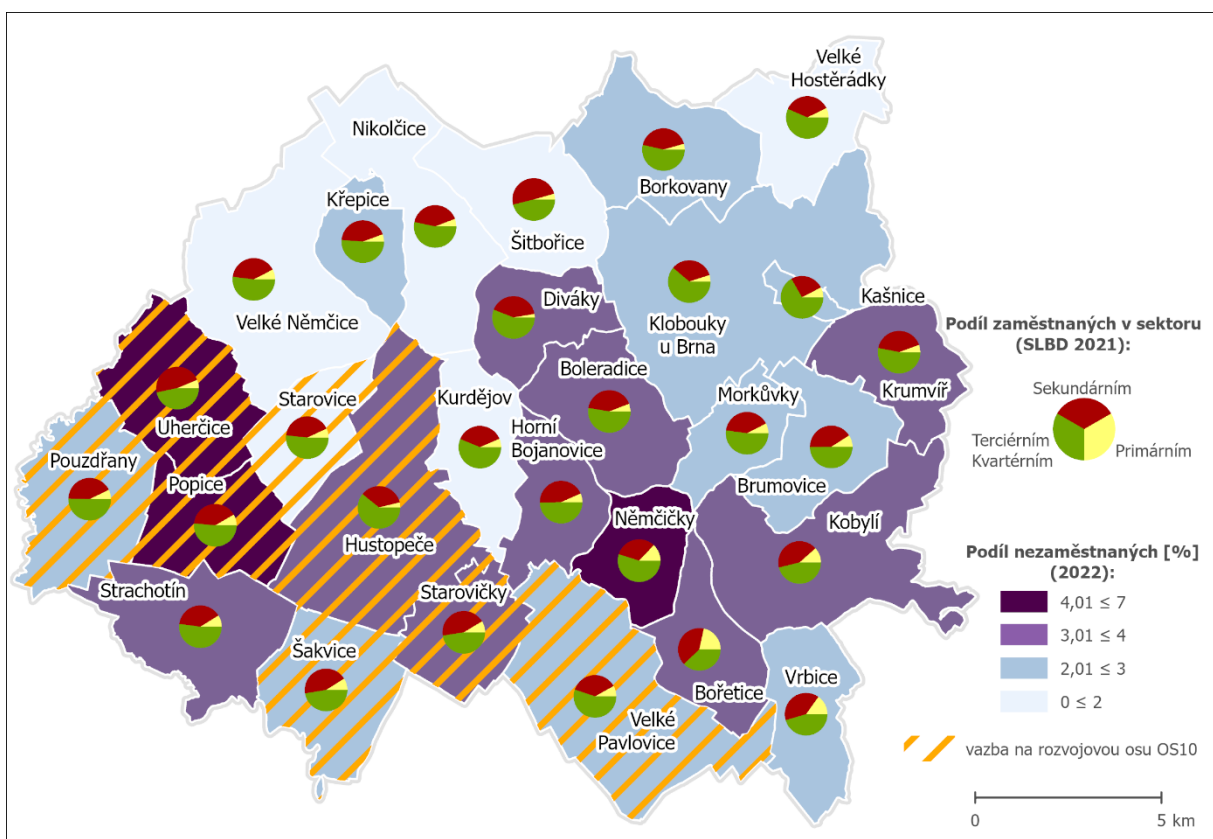 Velké
Hostěrádky
Nikolčice
Borkovany
Křepice
Šitbořice
Diváky
Kašnice
Velké Němčice
Klobouky
u Brna
Boleradice
Krumvíř
Starovice
Kurdějov
Morkůvky
Uherčice
Horní
Bojanovice
Pouzdřany
Popice
Brumovice
Němčičky
Kobylí
Hustopeče
Strachotín
Starovičky
Šakvice
Bořetice
Vrbice
Velké
Pavlovice
Podíl zaměstnaných v sektoru
(SLBD 2021):
Sekundárním
Terciérním
Kvartérním
Primárním
Podíl nezaměstnaných [%]
(2022):
4,01 ≤ 7
3,01 ≤ 4
2,01 ≤ 3
0 ≤ 2
vazba na rozvojovou osu OS10
0
5 km